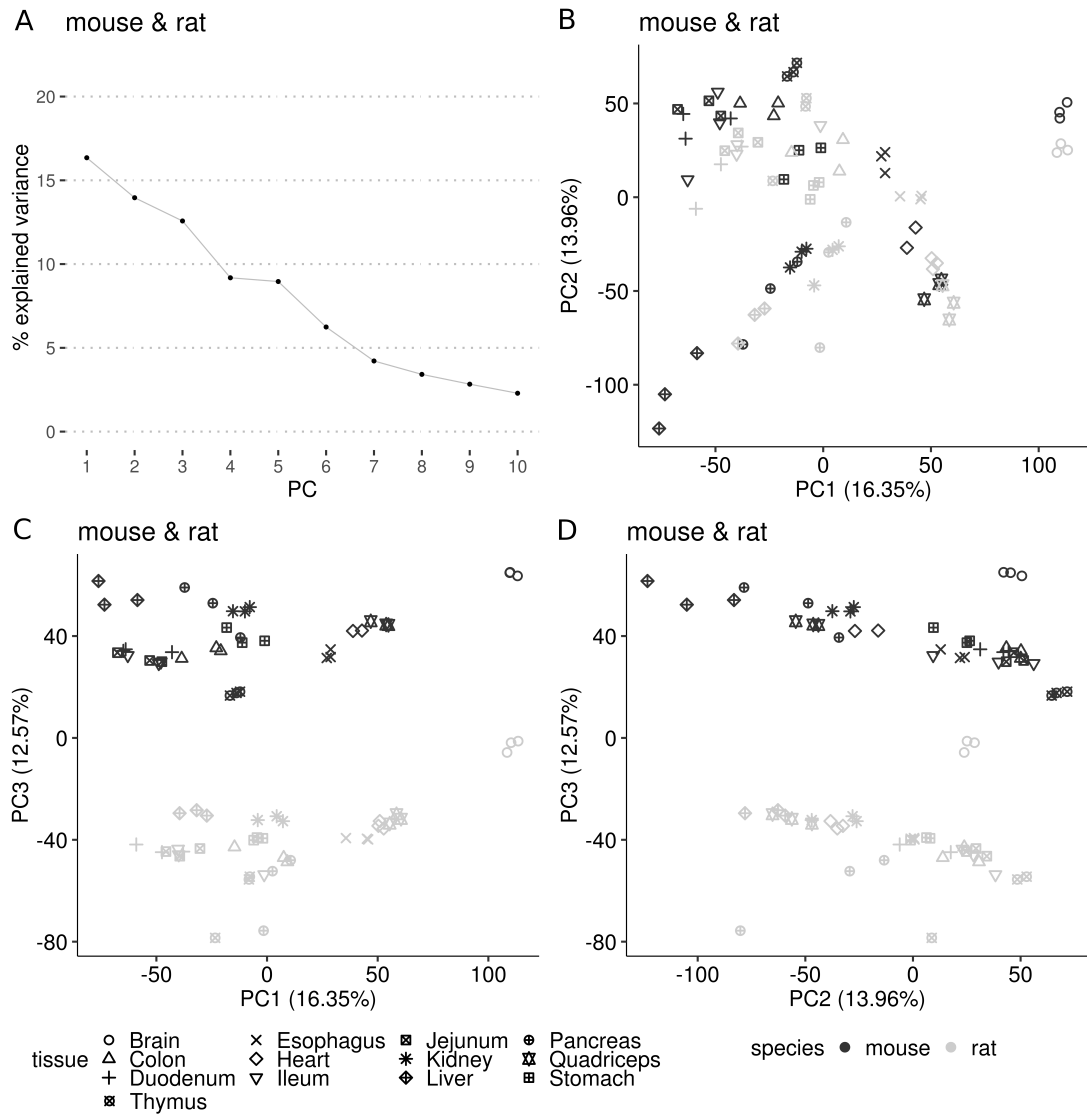 A mouse & rat
% explained variance
20
15
10
5
0
1 2 3 4 5 6 7 8 9 10
PC
B mouse & rat
PC2 (13.96%)
50
0
-50
-100
-50 0 50 100
PC1 (16.35%)
C mouse & rat
PC3 (12.57%)
40
0
-40
-80
-50 0 50 100
PC1 (16.35%)
D mouse & rat
PC3 (12.57%)
40
0
-40
-80
-100 -50 0 50
PC2 (13.96%)
tissue
Brain Esophagus Jejunum Pancreas
Colon Heart Kidney Quadriceps
Duodenum Ileum Liver Stomach
Thymus
species mouse rat